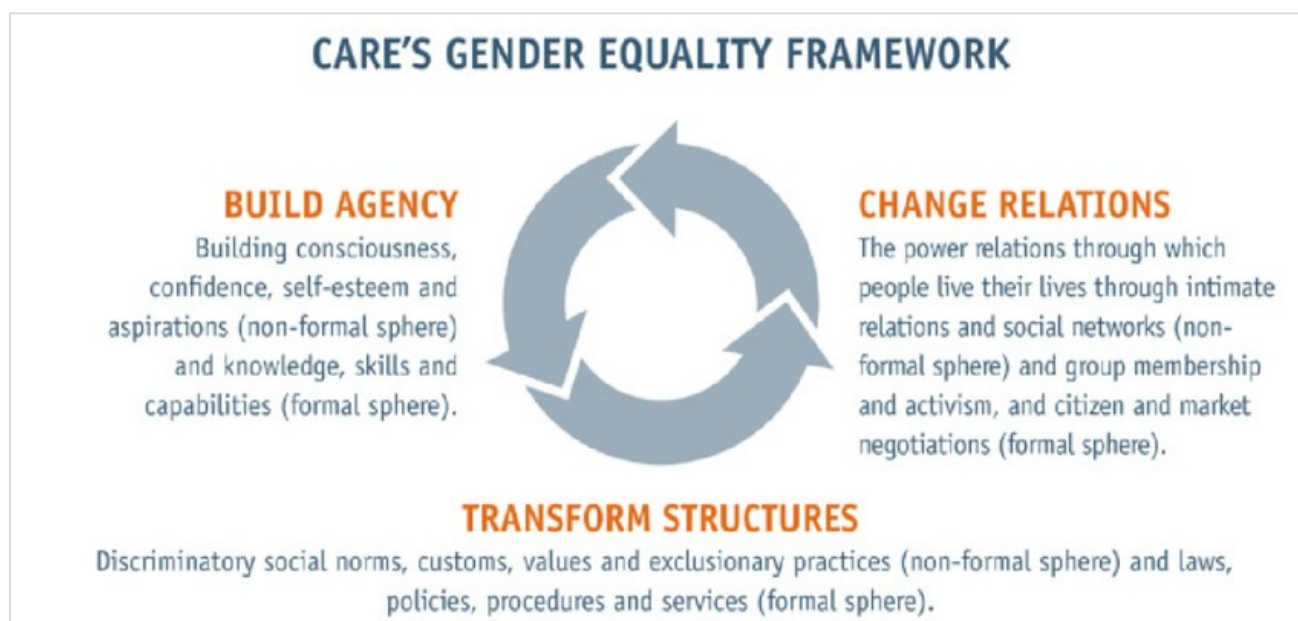 CARE'S GENDER EQUALITY FRAMEWORK
BUILD AGENCY
Building consciousness,
confidence, self-esteem and
aspirations (non-formal sphere)
and knowledge, skills and
capabilities (formal sphere).
CHANGE RELATIONS
The power relations through which
people live their lives through intimate
relations and social networks (non-
formal sphere) and group membership
and activism, and citizen and market
negotiations (formal sphere).
TRANSFORM STRUCTURES
Discriminatory social norms, customs, values and exclusionary practices (non-formal sphere) and laws,
policies, procedures and services (formal sphere).